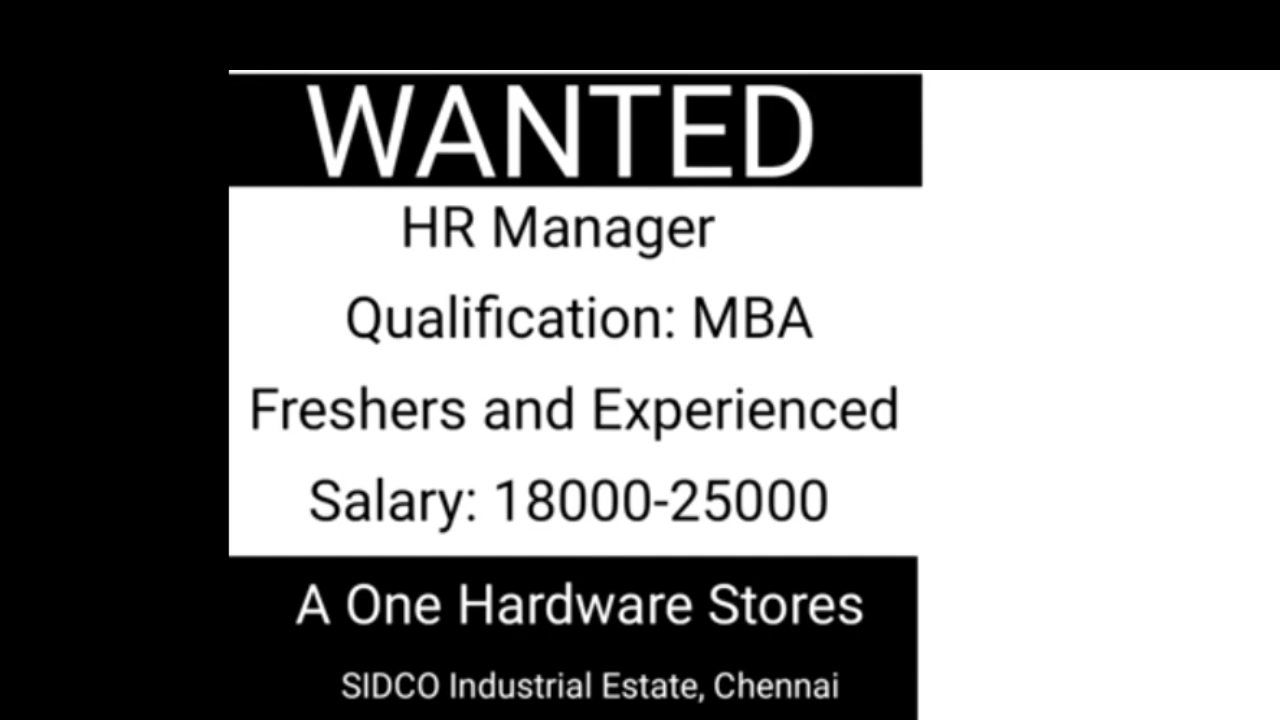 WANTED
HR Manager
Qualification: MBA
Freshers and Experienced
Salary: 18000-25000
A One Hardware Stores
SIDCO Industrial Estate, Chennai